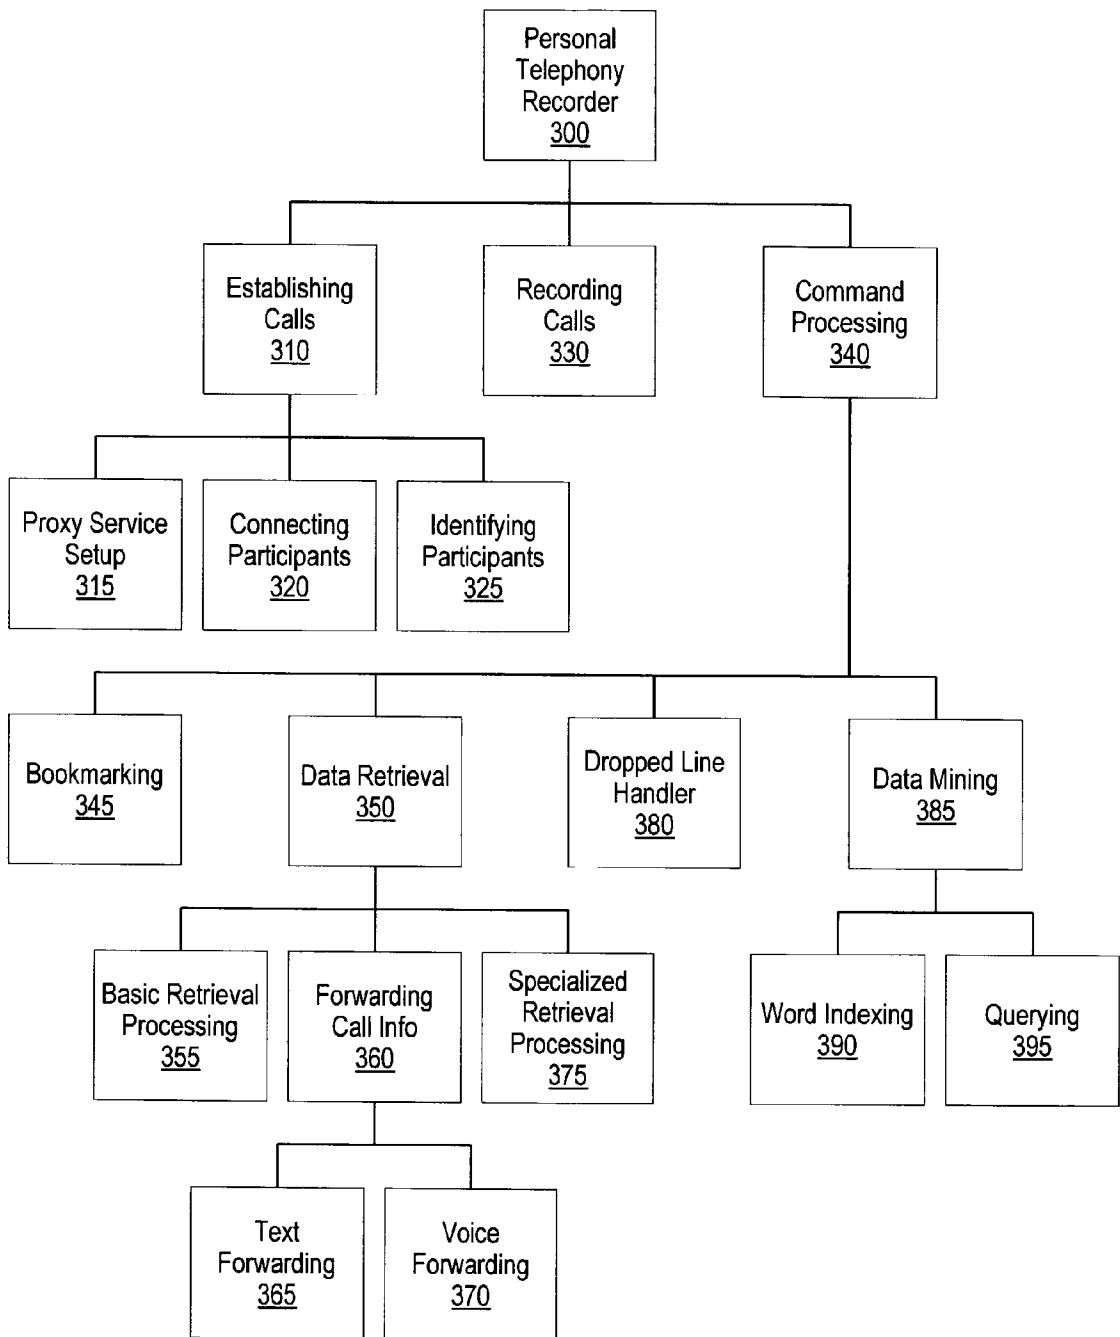 Personal
Telephony
Recorder
300
Establishing
Calls
310
Recording
Calls
330
Command
Processing
340
Proxy Service
Setup
315
Connecting
Participants
320
Identifying
Participants
325
Bookmarking
345
Data Retrieval
350
Dropped Line
Handler
380
Data Mining
385
Basic Retrieval
Processing
355
Forwarding
Call Info
360
Specialized
Retrieval
Processing
375
Word Indexing
390
Querying
395
Text
Forwarding
365
Voice
Forwarding
370